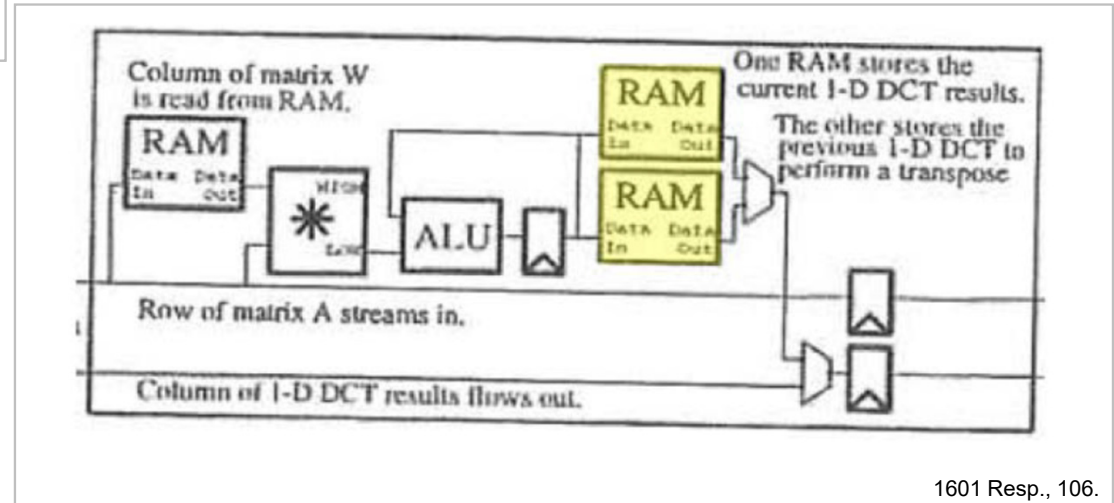 Column of matrix W
is read from RAM.
RAM
Data Data
In Out
HIGH
LOW
ALU
RAM
Data Data
In Out
RAM
Data Data
In Out
One RAM stores the
current 1-D DCT results.
The other stores the
previous 1-D DCT to
perform a transpose
Row of matrix A streams in.
Column of 1-D DCT results flows out.
1601 Resp., 106.